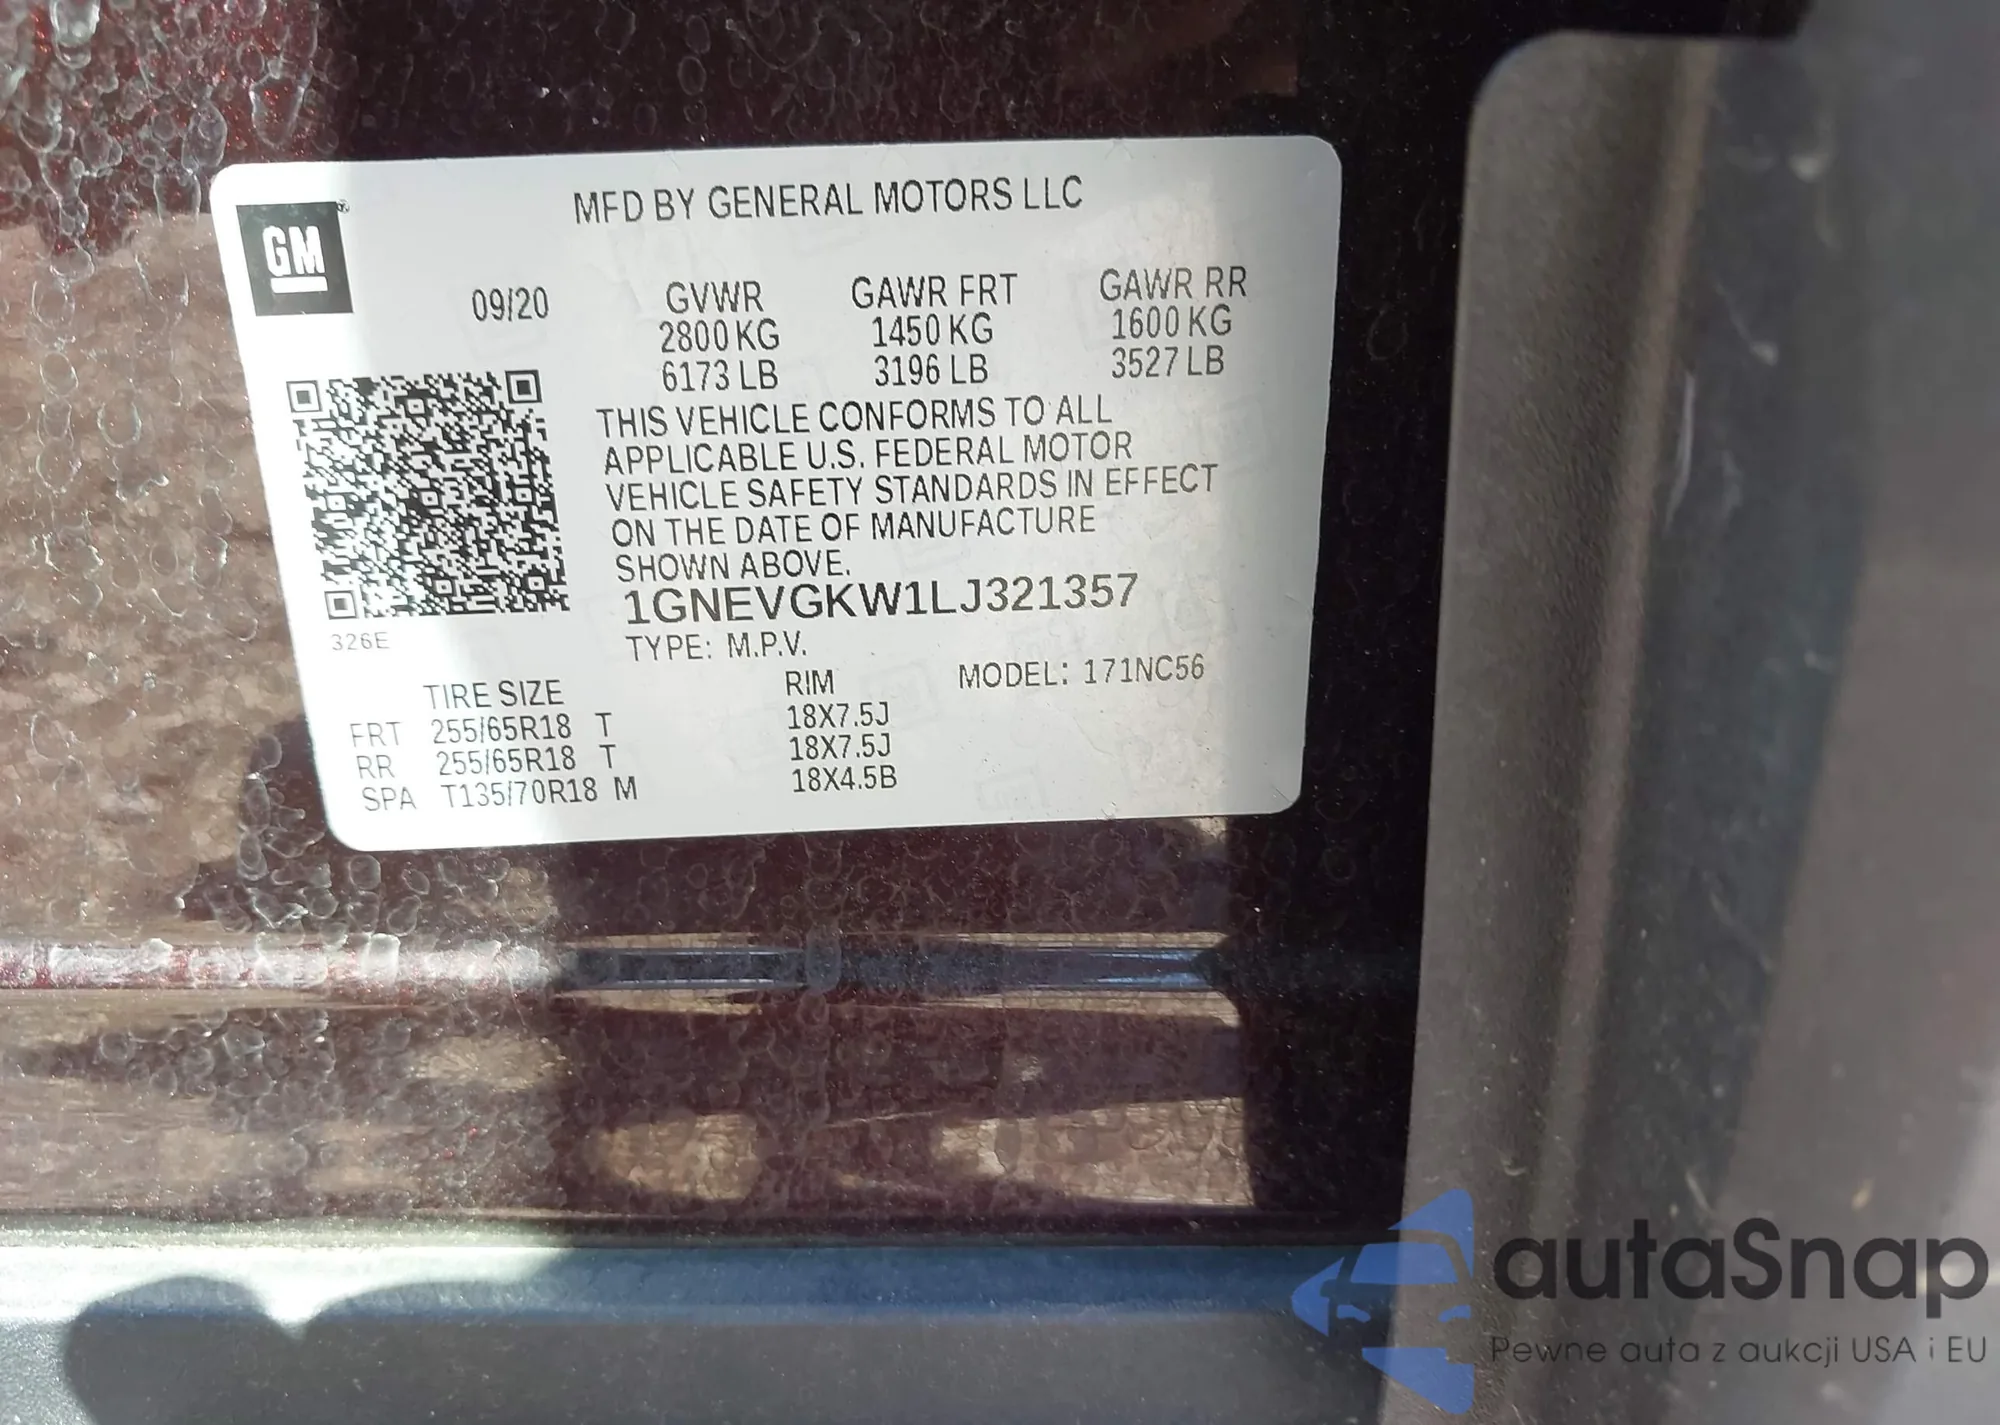 MFD BY GENERAL MOTORS LLC
GM ®
09/20 GVWR GAWR FRT GAWR RR
2800 KG 1450 KG 1600 KG
6173 LB 3196 LB 3527 LB
THIS VEHICLE CONFORMS TO ALL
APPLICABLE U.S. FEDERAL MOTOR
VEHICLE SAFETY STANDARDS IN EFFECT
ON THE DATE OF MANUFACTURE
SHOWN ABOVE.
1GNEVGKW1LJ321357
326E
TYPE: M.P.V.
MODEL: 171NC56
TIRE SIZE RIM
FRT 255/65R18 T 18X7.5J
RR 255/65R18 T 18X7.5J
SPA T135/70R18 M 18X4.5B
autaSnap
Pewne auta z aukcji USA i EU